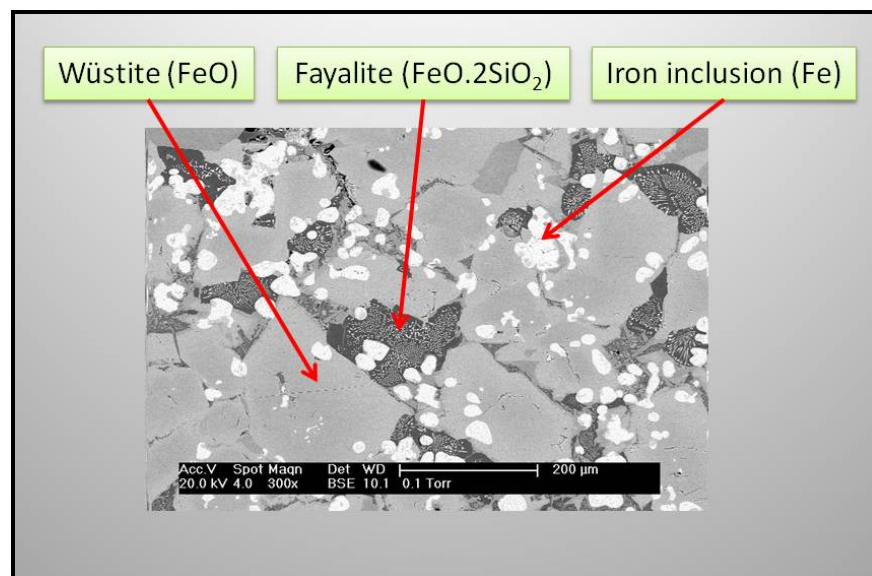 Wüstite (FeO)
Fayalite (FeO.2SiO₂)
Iron inclusion (Fe)
Acc.V Spot Magn Det WD 200 µm
20.0 kV 4.0 300x BSE 10.1 0.1 Torr